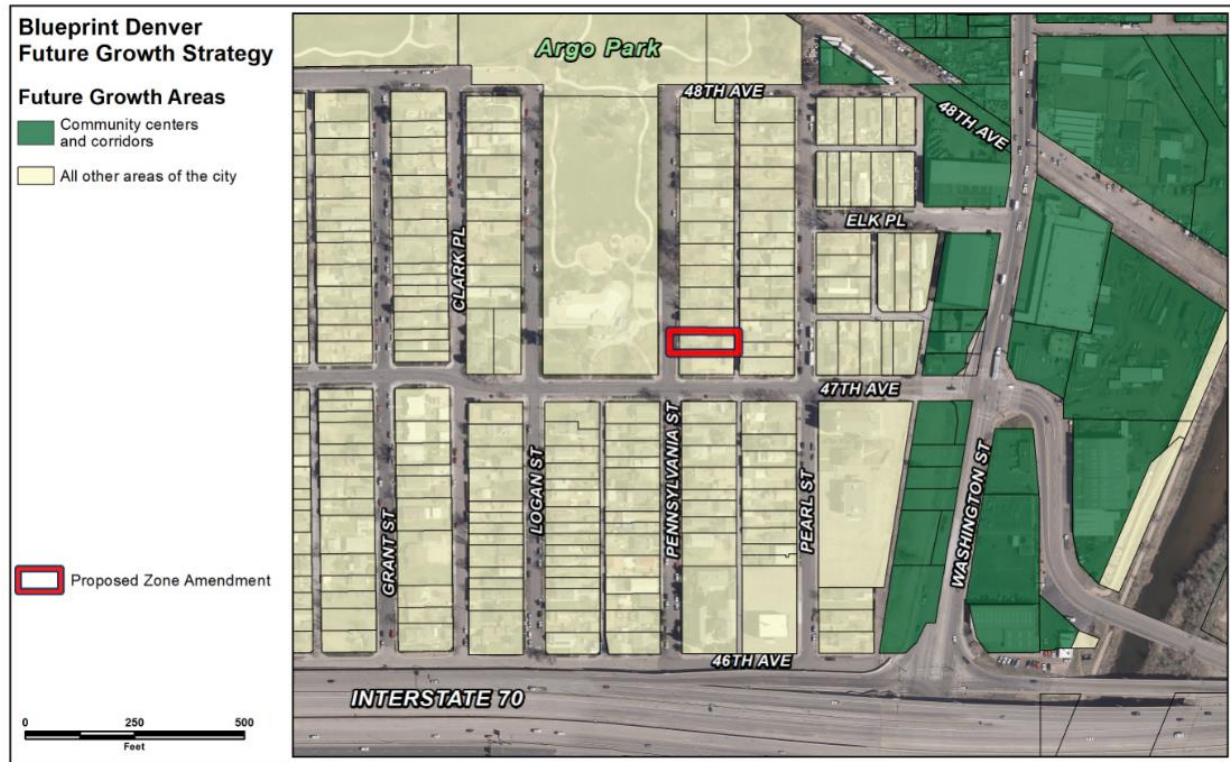 Blueprint Denver
Future Growth Strategy
Future Growth Areas
Community centers
and corridors
All other areas of the city
Proposed Zone Amendment
0 250 500
Feet
Argo Park
48TH AVE
48TH AVE
ELK PL
CLARK PL
47TH AVE
GRANT ST
LOGAN ST
PENNSYLVANIA ST
PEARL ST
WASHINGTON ST
46TH AVE
INTERSTATE 70